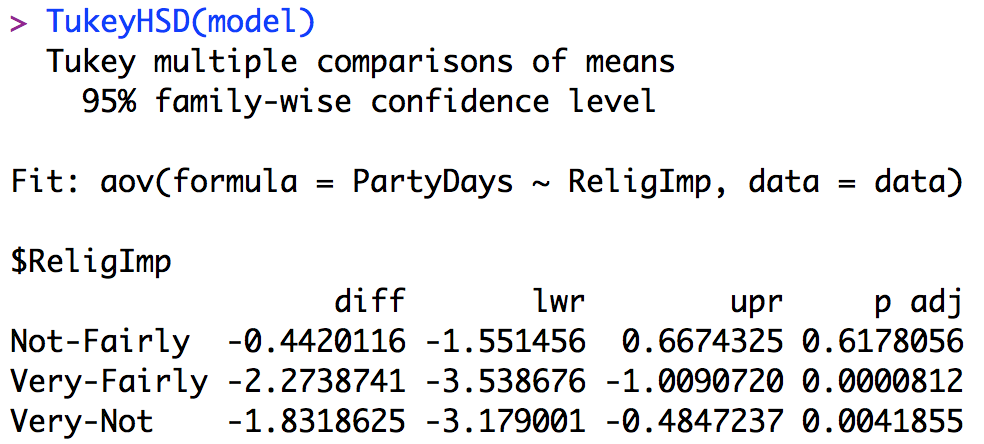 > TukeyHSD(model)
  Tukey multiple comparisons of means
    95% family-wise confidence level

Fit: aov(formula = PartyDays ~ ReligImp, data = data)

$ReligImp
                  diff       lwr        upr     p adj
Not-Fairly  -0.4420116 -1.551456  0.6674325 0.6178056
Very-Fairly -2.2738741 -3.538676 -1.0090720 0.0000812
Very-Not    -1.8318625 -3.179001 -0.4847237 0.0041855